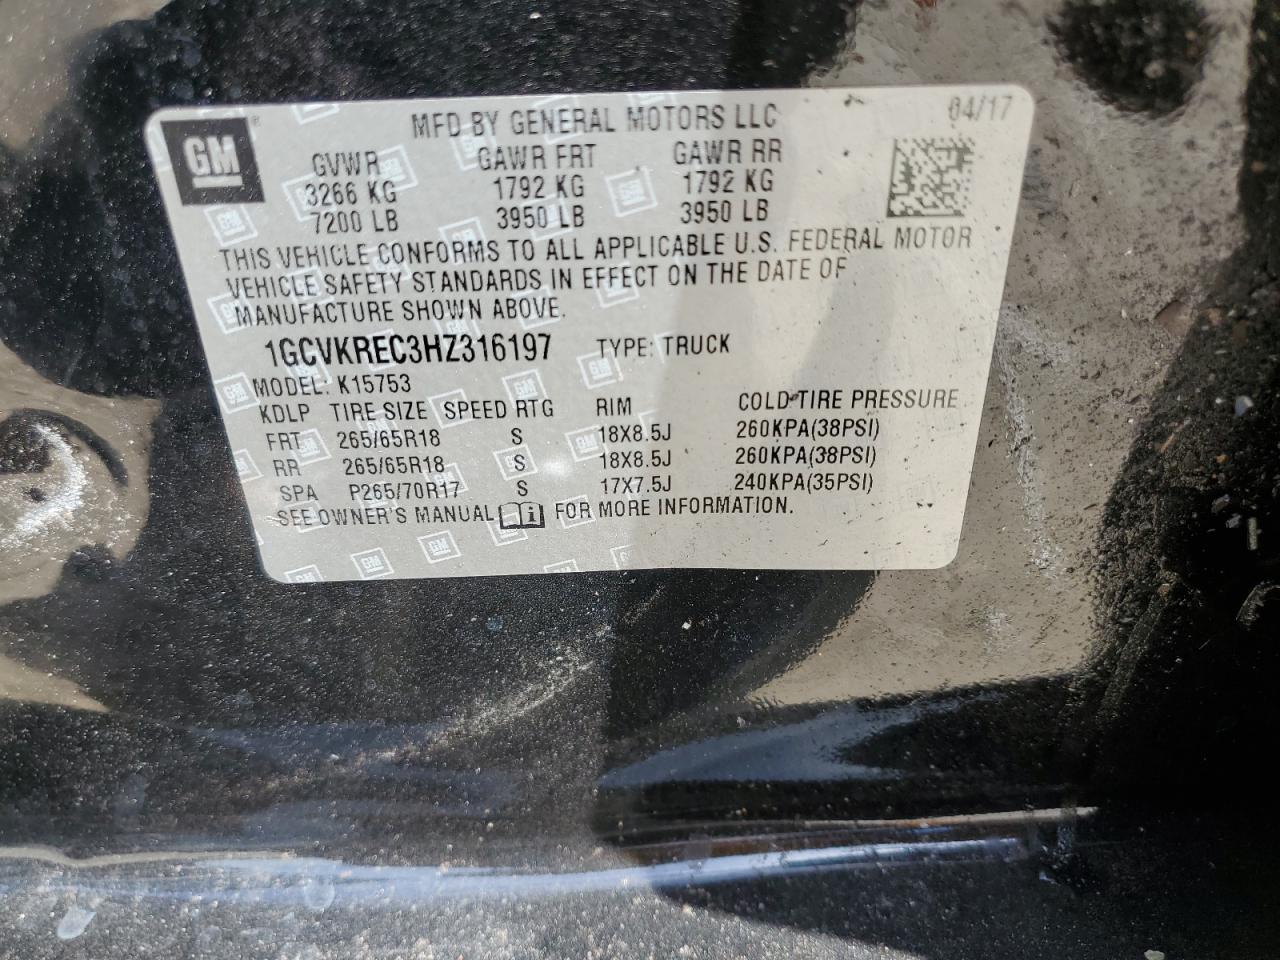 GM® MFD BY GENERAL MOTORS LLC 04/17
GVWR GAWR FRT GAWR RR
3266 KG 1792 KG 1792 KG
7200 LB 3950 LB 3950 LB
THIS VEHICLE CONFORMS TO ALL APPLICABLE U.S. FEDERAL MOTOR
VEHICLE SAFETY STANDARDS IN EFFECT ON THE DATE OF
MANUFACTURE SHOWN ABOVE.
1GCVKREC3HZ316197 TYPE: TRUCK
MODEL: K15753
KDLP TIRE SIZE SPEED RTG RIM COLD TIRE PRESSURE
FRT 265/65R18 S 18X8.5J 260KPA(38PSI)
RR 265/65R18 S 18X8.5J 260KPA(38PSI)
SPA P265/70R17 S 17X7.5J 240KPA(35PSI)
SEE OWNER'S MANUAL i FOR MORE INFORMATION.